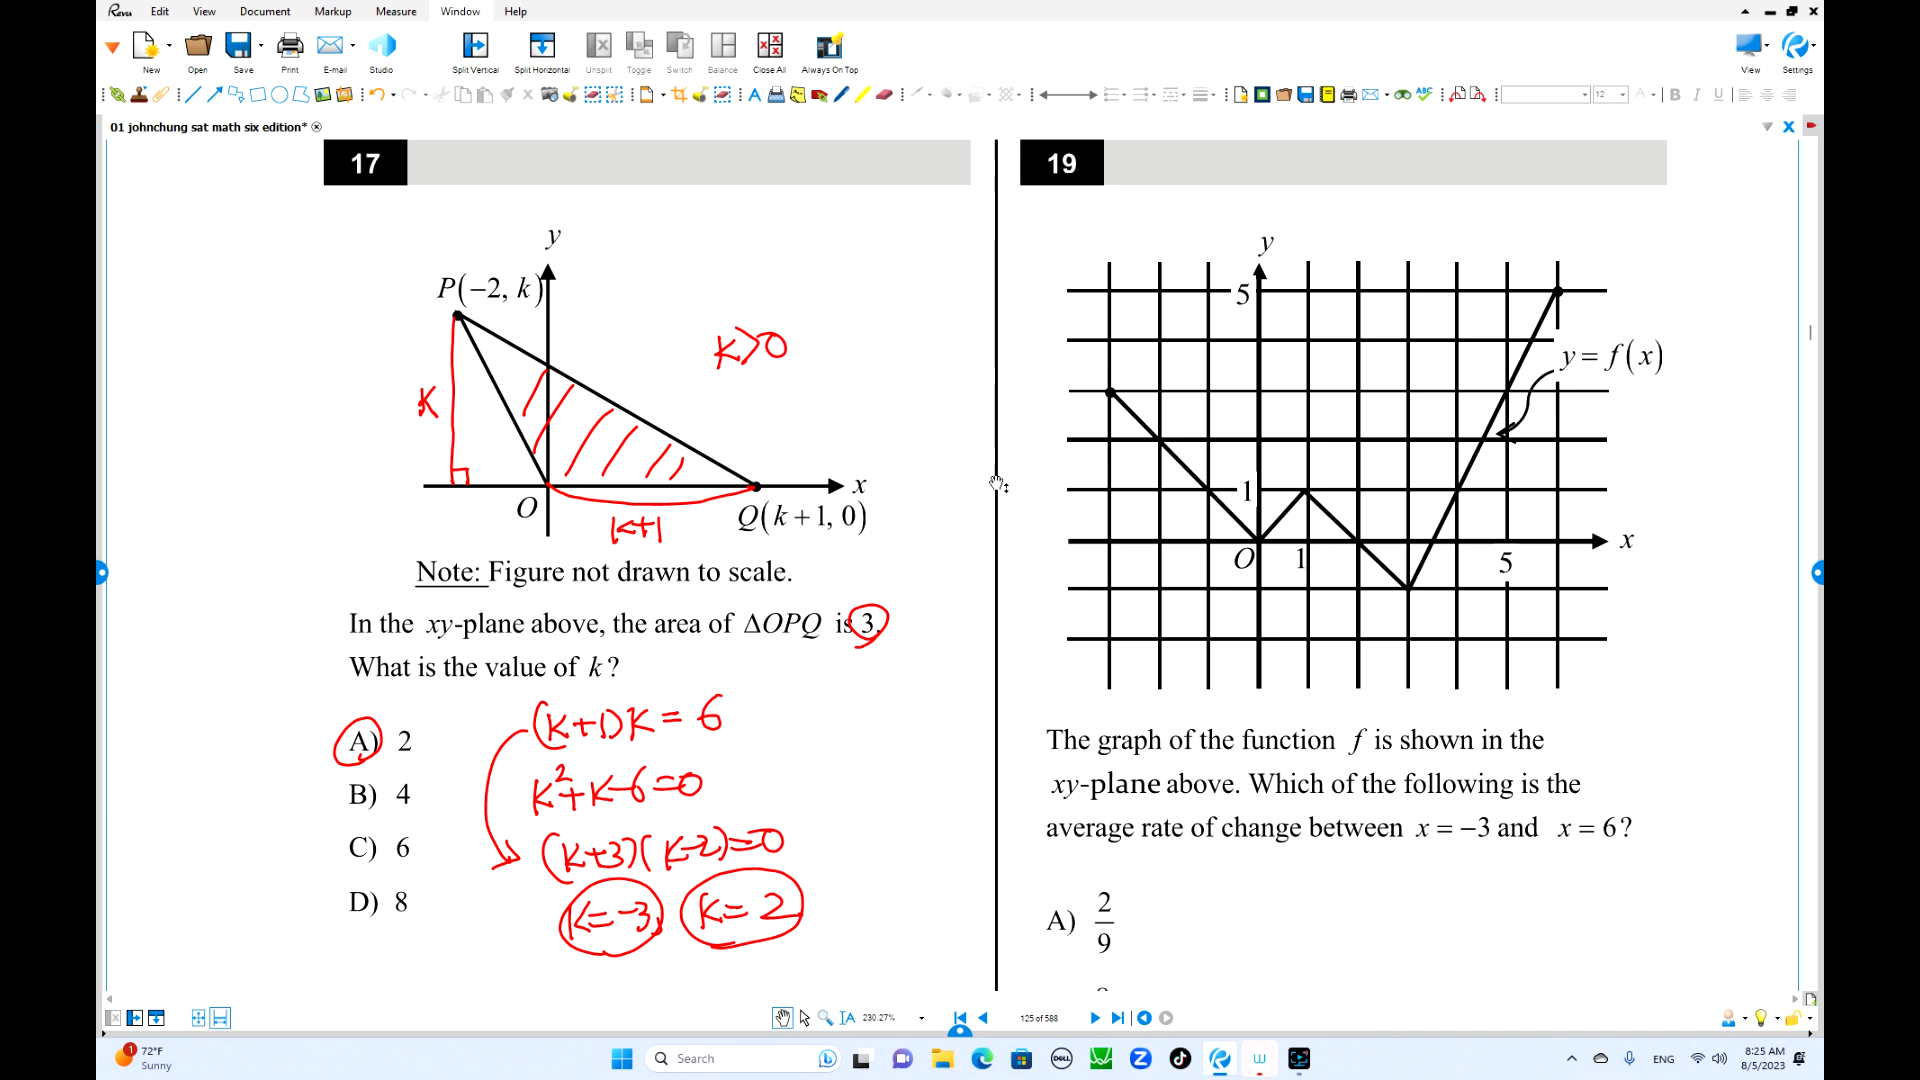 Revu Edit View Document Markup Measure Window Help
New Open Save Print E-mail Studio Split Vertical Split Horizontal Unsplit Toggle Switch Balance Close All Always On Top View Settings
12
01 johnchung sat math six edition*
17
y
P(−2, k)
k>0
K
x
O
k+1
Q(k+1, 0)
Note: Figure not drawn to scale.
In the xy-plane above, the area of ΔOPQ is 3.
What is the value of k?
A) 2
B) 4
C) 6
D) 8
(k+1)k = 6
k²+k-6=0
(k+3)(k-2)=0
k=-3, k=2
19
y
5
y = f(x)
1
x
O 1 5
The graph of the function f is shown in the
xy-plane above. Which of the following is the
average rate of change between x = −3 and x = 6?
A) 2/9
230.27%
125 of 588
72°F
Sunny
Search
DELL
ENG
8:25 AM
8/5/2023